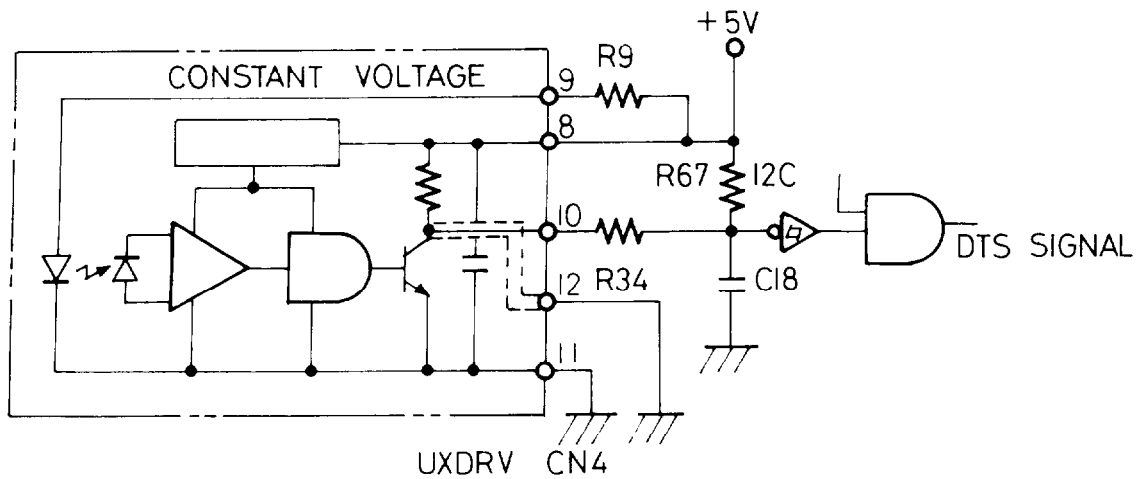 +5V
CONSTANT VOLTAGE
9
R9
8
R67
12C
10
R34
12
C18
DTS SIGNAL
11
UXDRV CN4